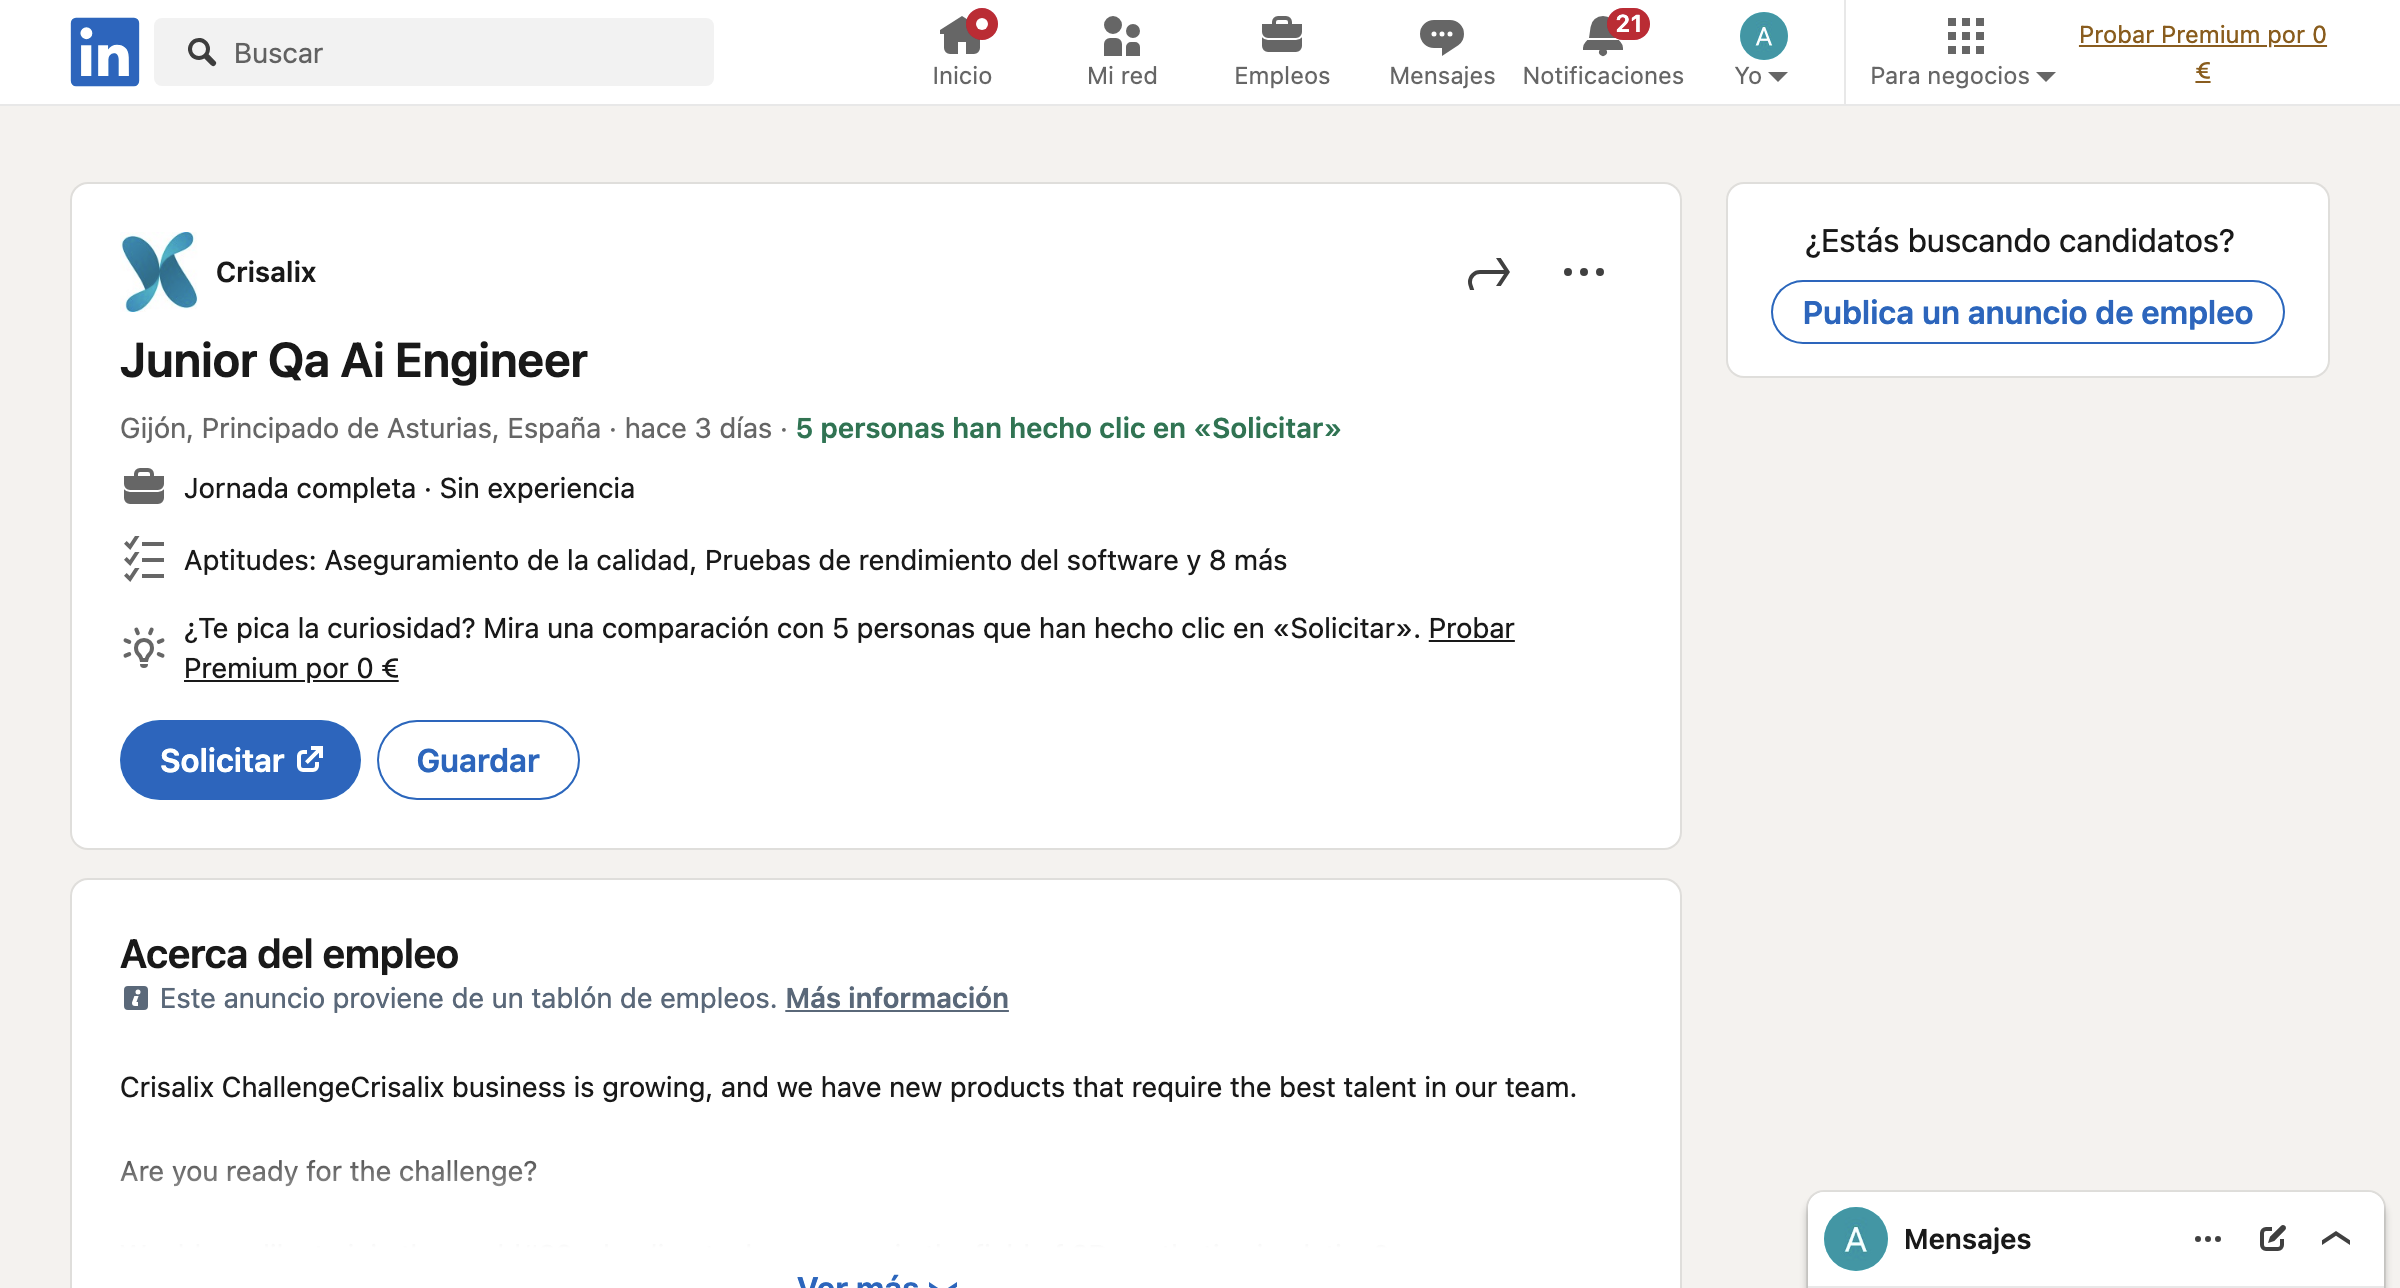 in
Buscar
Inicio
Mi red
Empleos
Mensajes
21
Notificaciones
A
Yo
Para negocios
Probar Premium por 0
€
Crisalix
Junior Qa Ai Engineer
Gijón, Principado de Asturias, España · hace 3 días · 5 personas han hecho clic en «Solicitar»
Jornada completa · Sin experiencia
Aptitudes: Aseguramiento de la calidad, Pruebas de rendimiento del software y 8 más
¿Te pica la curiosidad? Mira una comparación con 5 personas que han hecho clic en «Solicitar». Probar
Premium por 0 €
Solicitar
Guardar
¿Estás buscando candidatos?
Publica un anuncio de empleo
Acerca del empleo
Este anuncio proviene de un tablón de empleos. Más información
Crisalix ChallengeCrisalix business is growing, and we have new products that require the best talent in our team.
Are you ready for the challenge?
Ver más
A
Mensajes